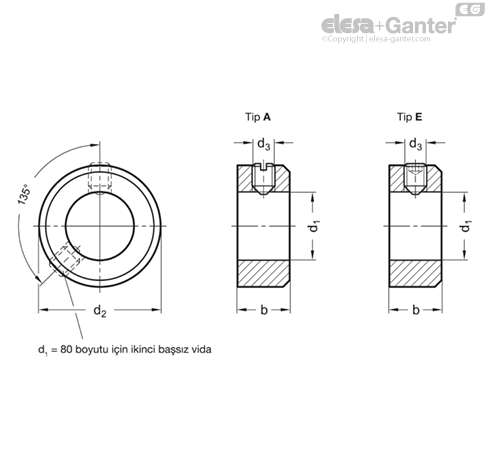 elesa+Ganter®
©Copyright | elesa-ganter.com
Tip A
Tip E
d3
d3
135°
d1
d1
d2
b
b
d1 = 80 boyutu için ikinci başsız vida